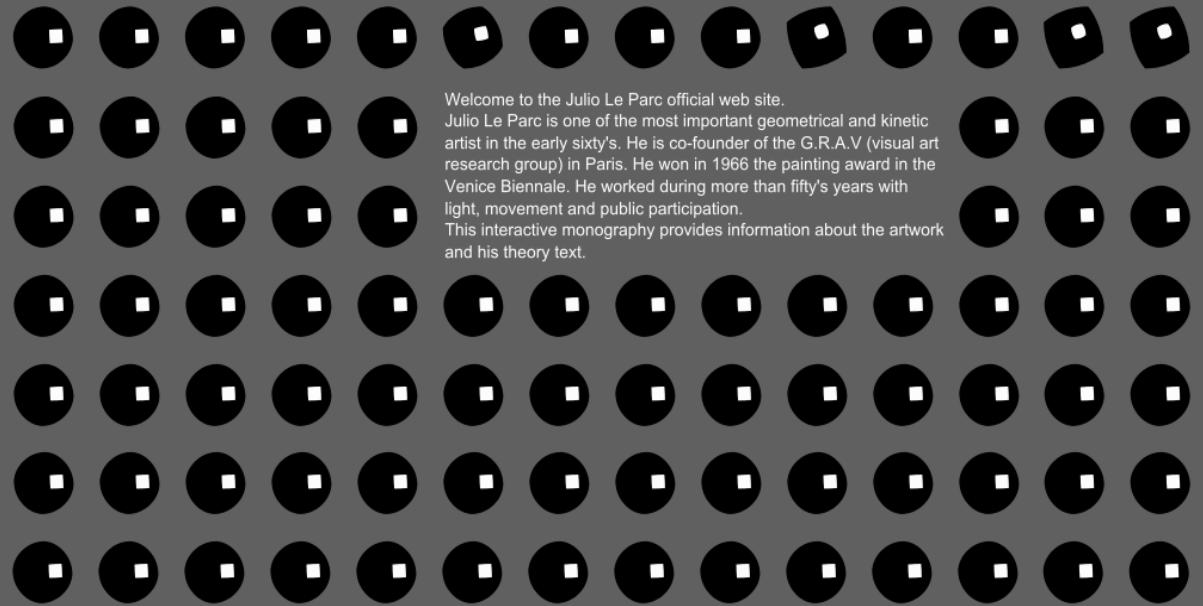 Welcome to the Julio Le Parc official web site.
Julio Le Parc is one of the most important geometrical and kinetic
artist in the early sixty's. He is co-founder of the G.R.A.V (visual art
research group) in Paris. He won in 1966 the painting award in the
Venice Biennale. He worked during more than fifty's years with
light, movement and public participation.
This interactive monography provides information about the artwork
and his theory text.